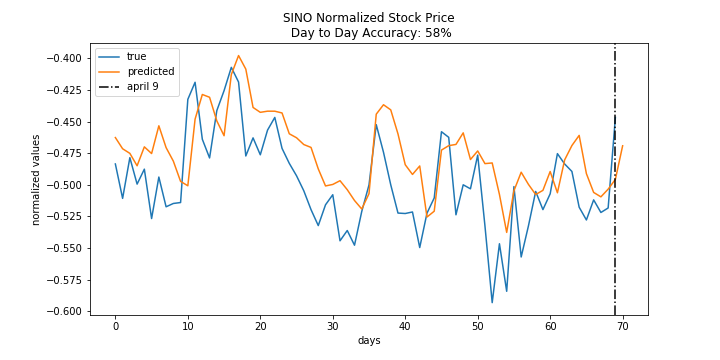 SINO Normalized Stock Price
Day to Day Accuracy: 58%
true
predicted
april 9
normalized values
−0.400
−0.425
−0.450
−0.475
−0.500
−0.525
−0.550
−0.575
−0.600
0
10
20
30
40
50
60
70
days